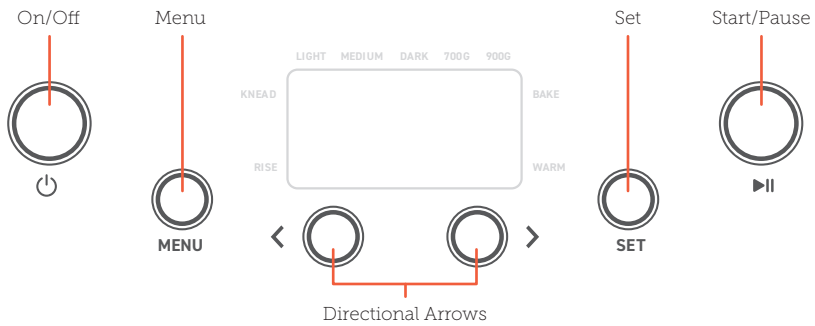 On/Off
Menu
Set
Start/Pause
LIGHT MEDIUM DARK 700G 900G
KNEAD
BAKE
RISE
WARM
MENU
SET
Directional Arrows